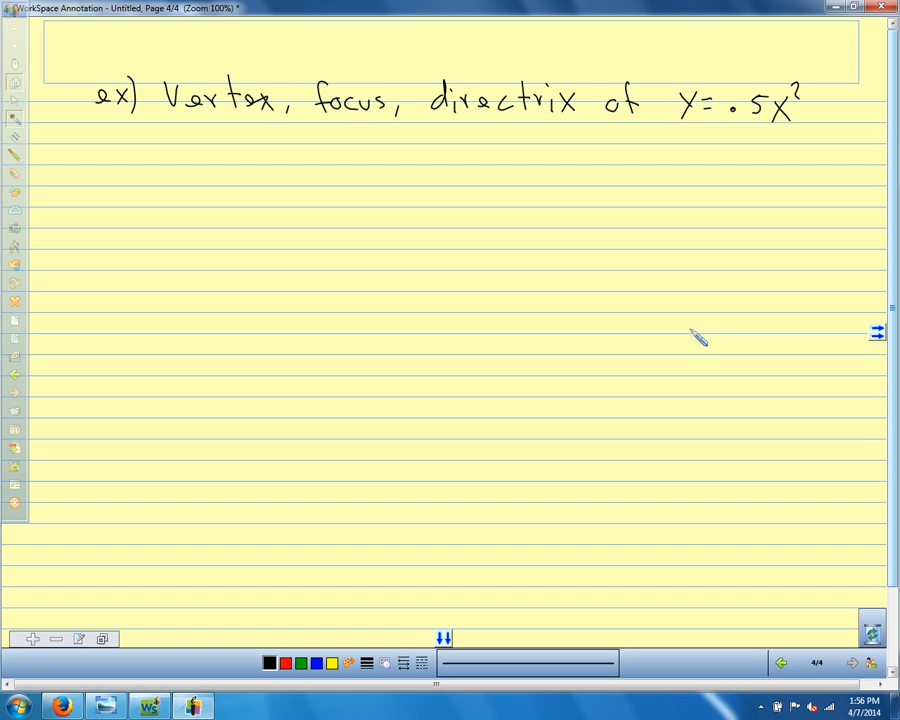 WorkSpace Annotation - Untitled, Page 4/4 (Zoom 100%) *
ex) Vertex, focus, directrix of y = .5x²
4/4
1:56 PM
4/7/2014